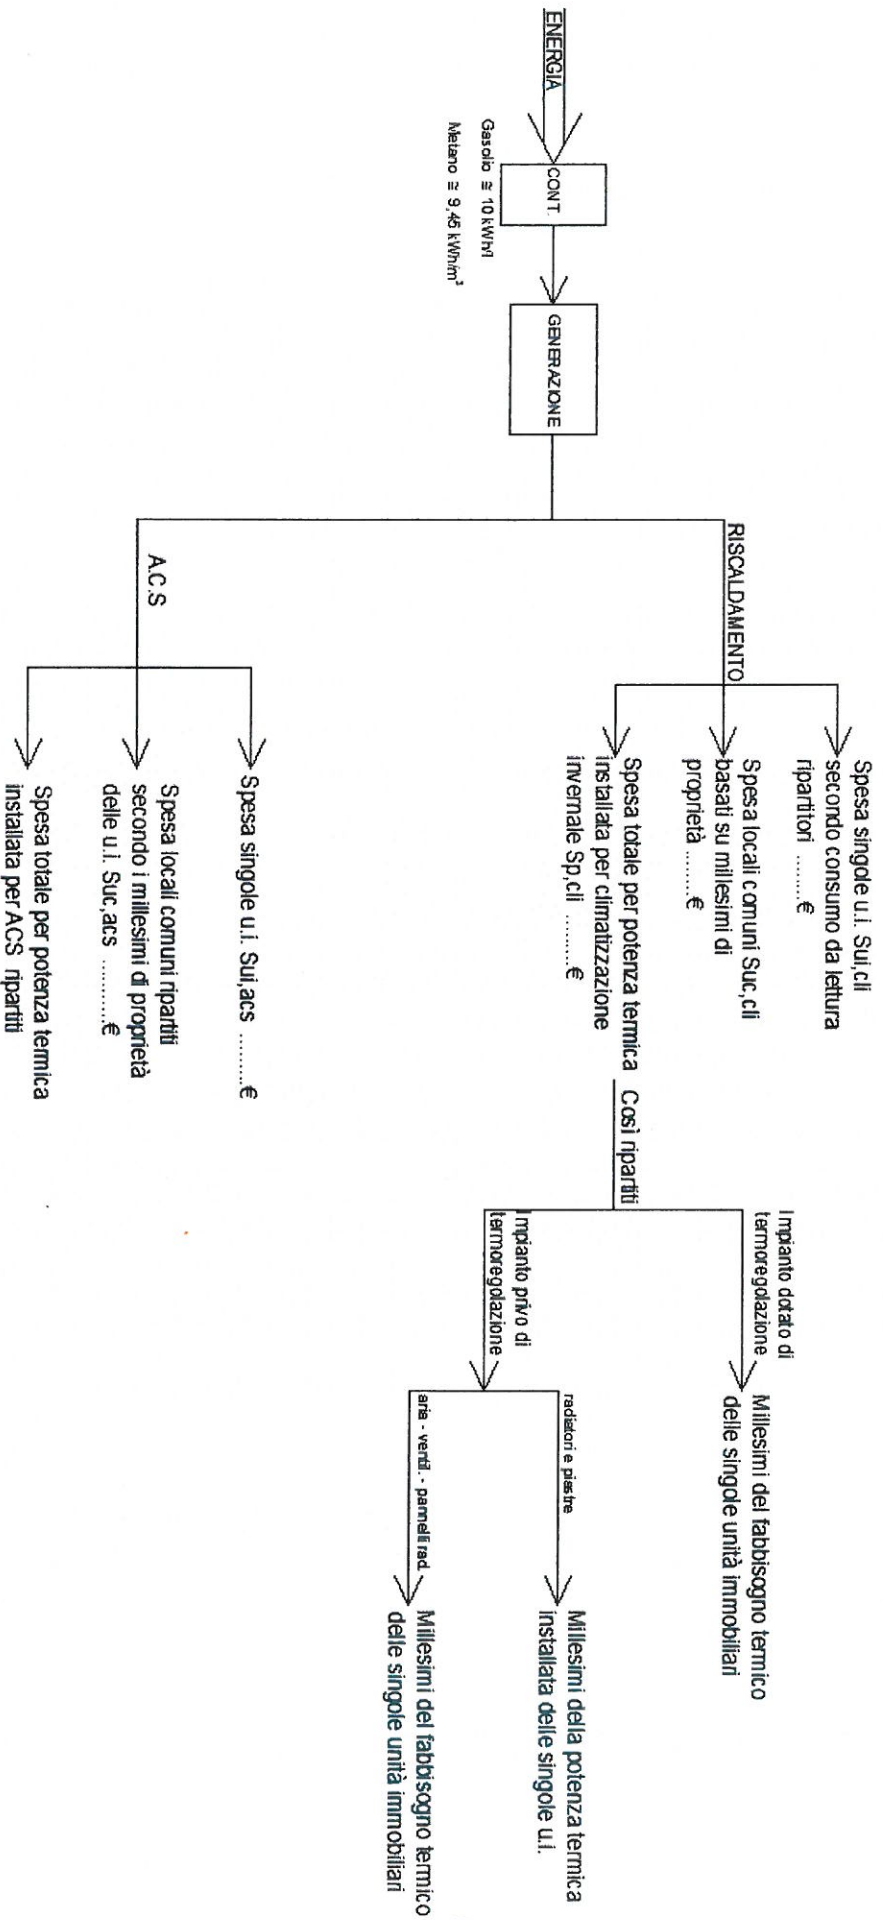 ENERGIA
CONT.
Gasolio ≅ 10 kWh/l
Metano ≅ 9,45 kWh/m³
GENERAZIONE
RISCALDAMENTO
Spesa singole u.i. Sui,cli
secondo consumo da lettura
ripartitori ........€
Spesa locali comuni Suc,cli
basati su millesimi di
proprietà ........€
Spesa totale per potenza termica
installata per climatizzazione
invernale Sp,cli ..........€
Così ripartiti
Impianto dotato di
termoregolazione
Millesimi del fabbisogno termico
delle singole unità immobiliari
Impianto privo di
termoregolazione
radiatori e piastre
Millesimi della potenza termica
installata delle singole u.i.
aria - ventil. - pannelli rad.
Millesimi del fabbisogno termico
delle singole unità immobiliari
A.C.S
Spesa singole u.i. Sui,acs ..........€
Spesa locali comuni ripartiti
secondo i millesimi di proprietà
delle u.i. Suc,acs ............€
Spesa totale per potenza termica
installata per ACS ripartiti